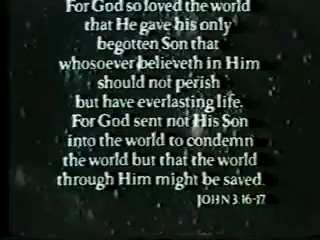 For God so loved the world
that He gave his only
begotten Son that
whosoever believeth in Him
should not perish
but have everlasting life.
For God sent not His Son
into the world to condemn
the world but that the world
through Him might be saved.
JOHN 3.16-17